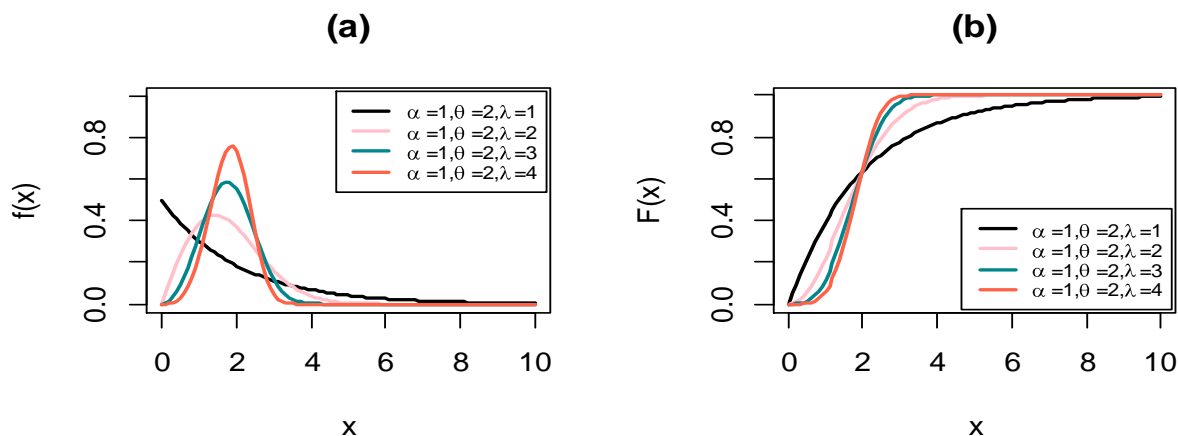 (a)
f(x)
0.0 0.4 0.8
α =1,θ =2,λ=1
α =1,θ =2,λ=2
α =1,θ =2,λ=3
α =1,θ =2,λ=4
0 2 4 6 8 10
x
(b)
F(x)
0.0 0.4 0.8
α =1,θ =2,λ=1
α =1,θ =2,λ=2
α =1,θ =2,λ=3
α =1,θ =2,λ=4
0 2 4 6 8 10
x